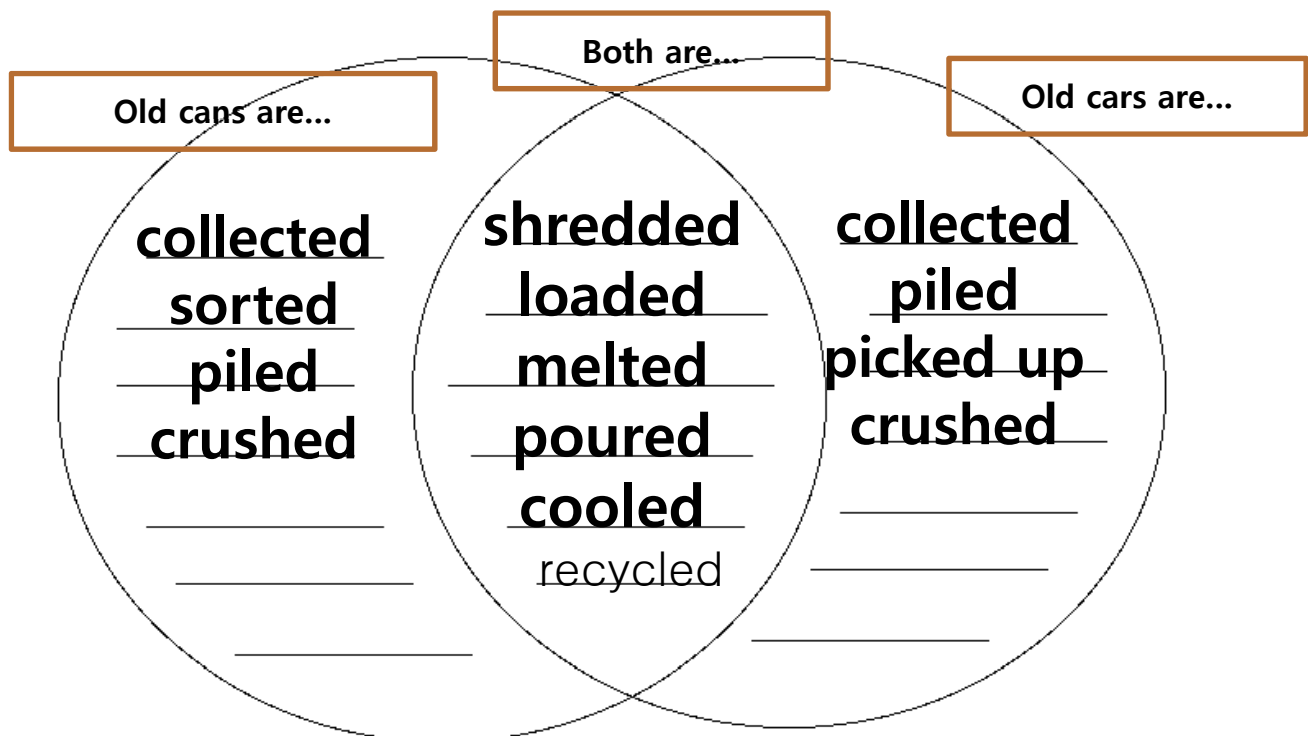 Both are...
Old cans are...
Old cars are...
collected
sorted
piled
crushed
shredded
loaded
melted
poured
cooled
recycled
collected
piled
picked up
crushed